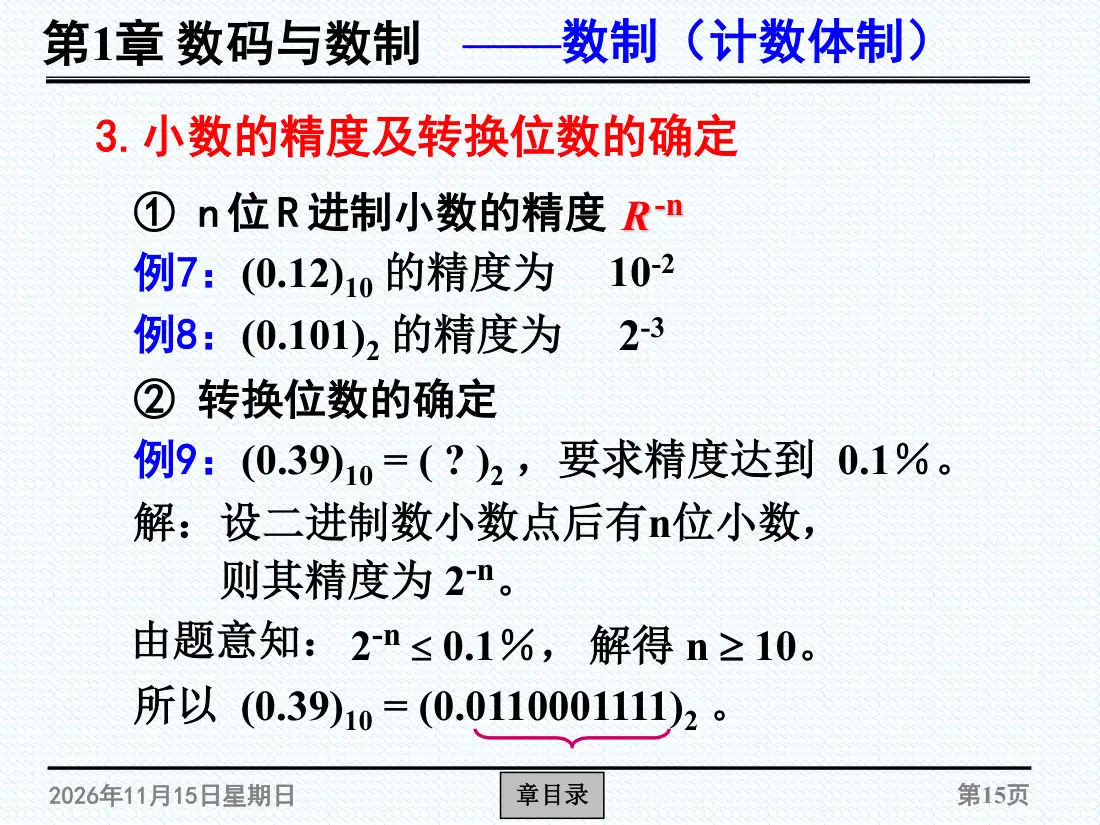 第1章 数码与数制 ——数制（计数体制）
3. 小数的精度及转换位数的确定
① n位R进制小数的精度 R⁻ⁿ
例7：(0.12)₁₀ 的精度为 10⁻²
例8：(0.101)₂ 的精度为 2⁻³
② 转换位数的确定
例9：(0.39)₁₀ = ( ? )₂ ，要求精度达到 0.1％。
解：设二进制数小数点后有n位小数，
则其精度为 2⁻ⁿ。
由题意知： 2⁻ⁿ ≤ 0.1％， 解得 n ≥ 10。
所以 (0.39)₁₀ = (0.0110001111)₂ 。
2026年11月15日星期日 章目录 第15页